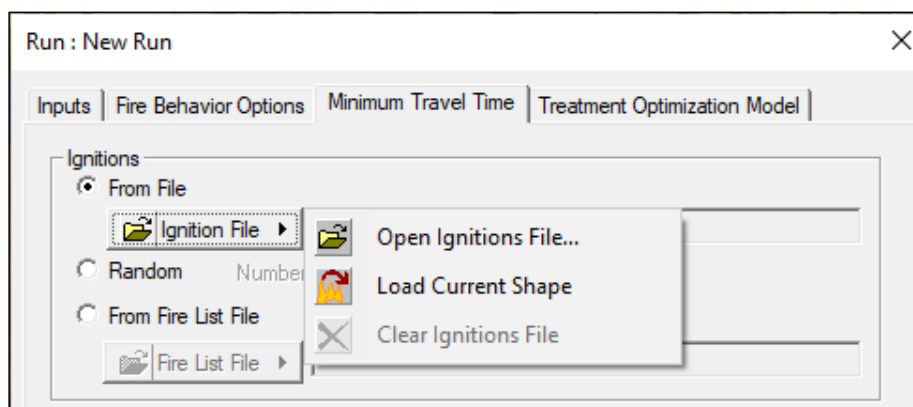 Run : New Run
Inputs Fire Behavior Options Minimum Travel Time Treatment Optimization Model
Ignitions
From File
Ignition File
Open Ignitions File...
Random Number
Load Current Shape
From Fire List File
Clear Ignitions File
Fire List File